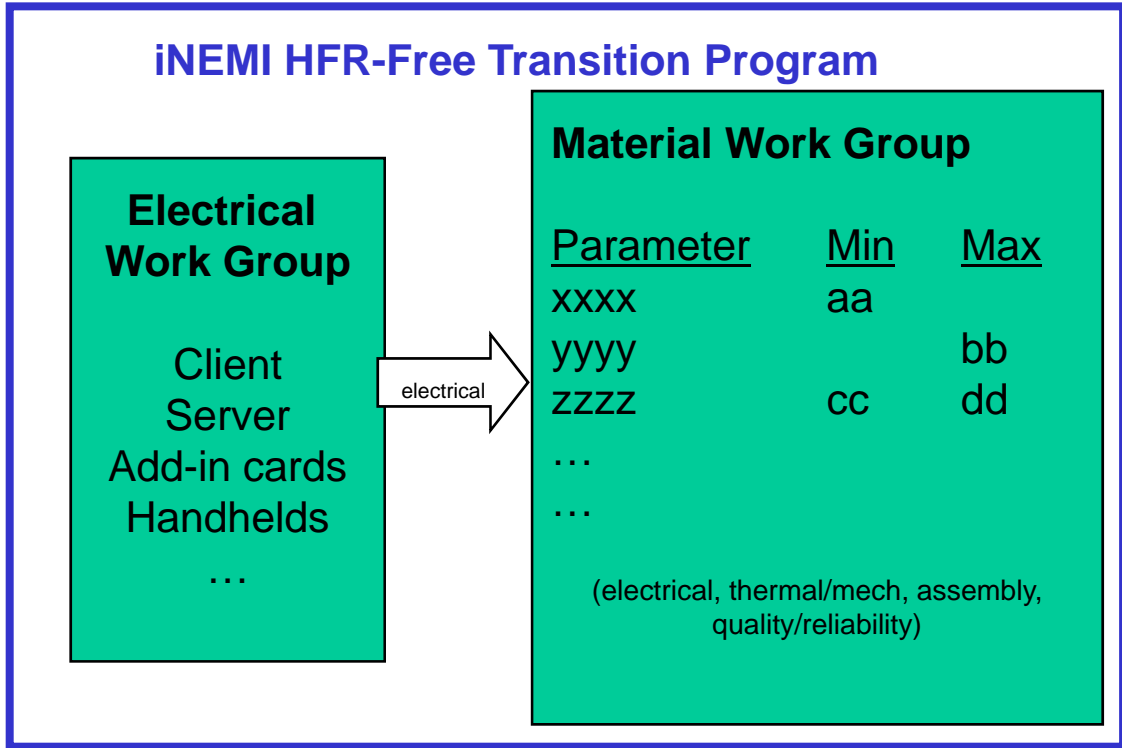 iNEMI HFR-Free Transition Program
Electrical
Work Group
Client
Server
Add-in cards
Handhelds
…
electrical
Material Work Group
Parameter Min Max
xxxx aa
yyyy bb
zzzz cc dd
…
…
(electrical, thermal/mech, assembly,
quality/reliability)